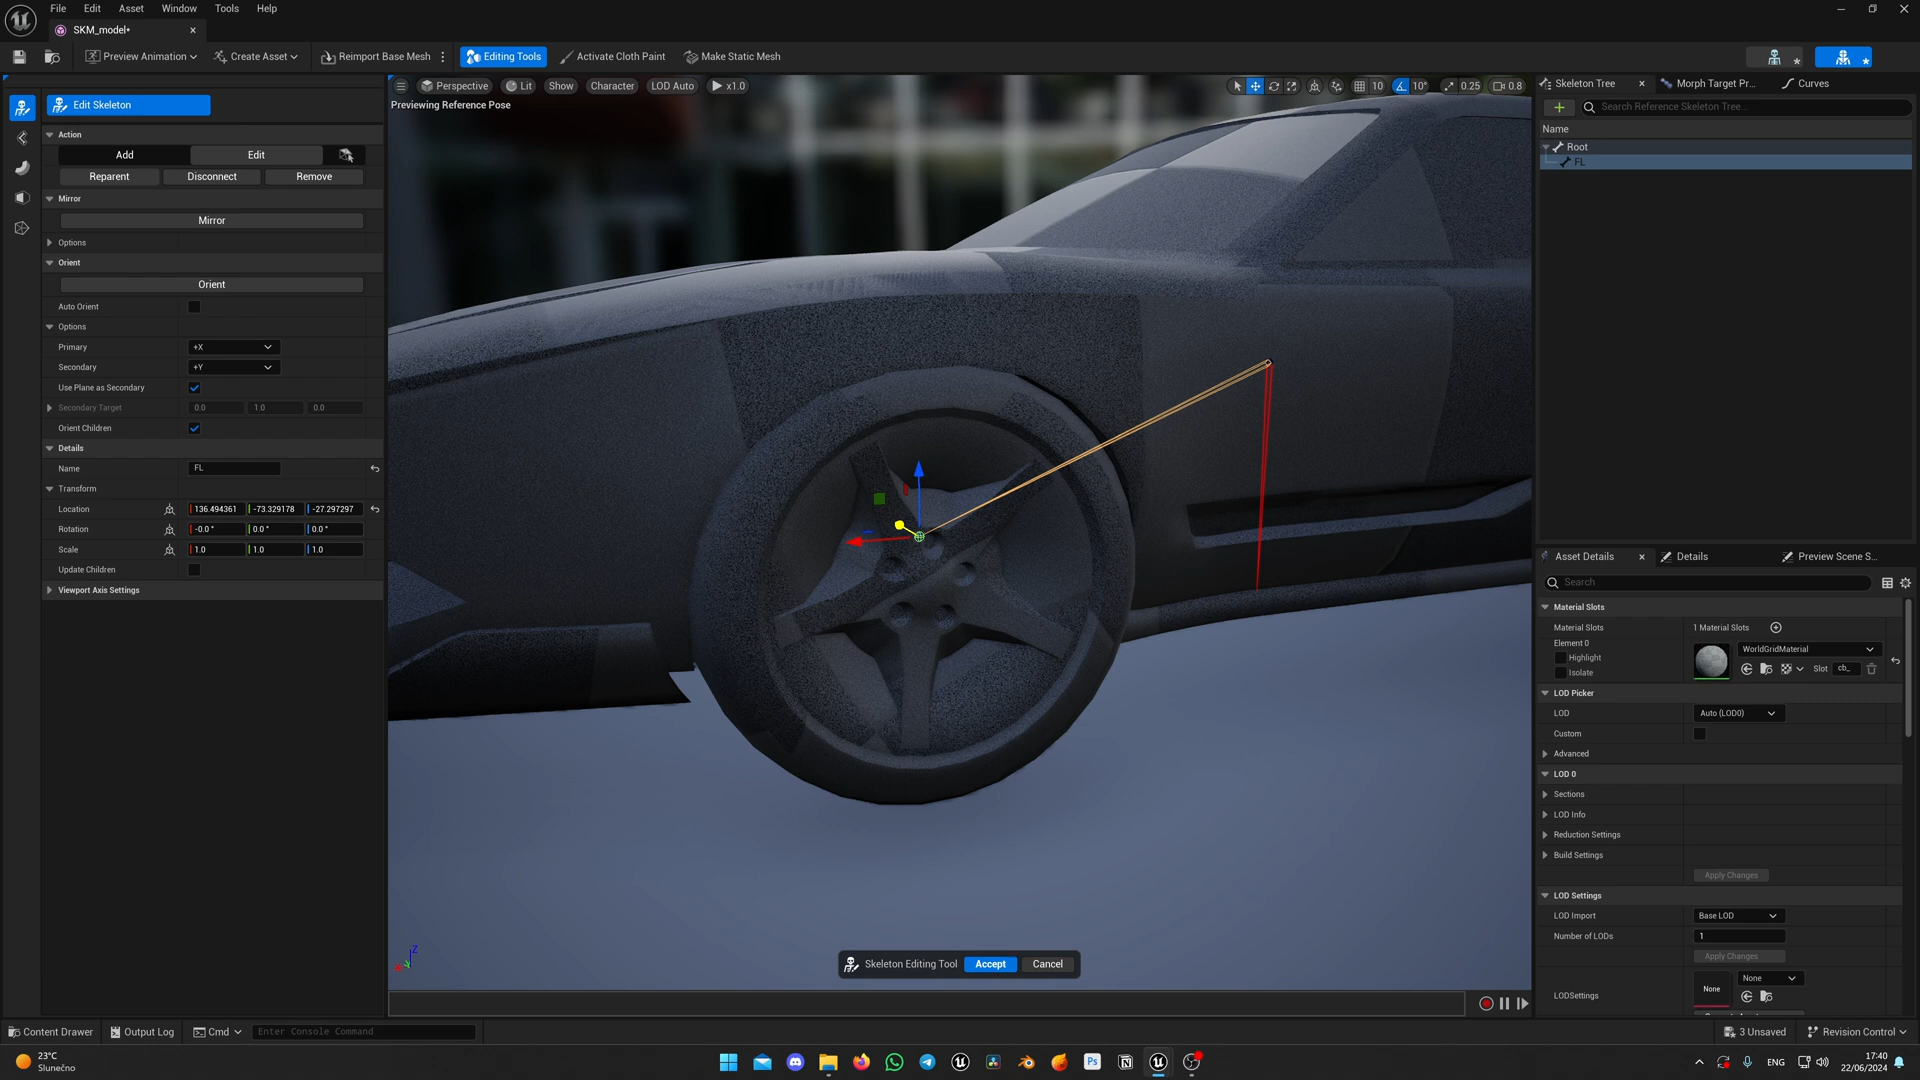 File Edit Asset Window Tools Help
SKM_model*
Preview Animation Create Asset Reimport Base Mesh Editing Tools Activate Cloth Paint Make Static Mesh
Edit Skeleton
Action
Add Edit
Reparent Disconnect Remove
Mirror
Mirror
Options
Orient
Orient
Auto Orient
Options
Primary +X
Secondary +Y
Use Plane as Secondary
Secondary Target 0.0 1.0 0.0
Orient Children
Details
Name FL
Transform
Location 136.494361 -73.329178 -27.297297
Rotation -0.0 ° 0.0 ° 0.0 °
Scale 1.0 1.0 1.0
Update Children
Viewport Axis Settings
Perspective Lit Show Character LOD Auto x1.0 10 10° 0.25 0.8
Previewing Reference Pose
Z
Skeleton Editing Tool Accept Cancel
Skeleton Tree Morph Target Pr... Curves
Search Reference Skeleton Tree...
Name
Root
FL
Asset Details Details Preview Scene S...
Search
Material Slots
Material Slots 1 Material Slots
Element 0
Highlight
Isolate
WorldGridMaterial
Slot cb_
LOD Picker
LOD Auto (LOD0)
Custom
Advanced
LOD 0
Sections
LOD Info
Reduction Settings
Build Settings
Apply Changes
LOD Settings
LOD Import Base LOD
Number of LODs 1
Apply Changes
LODSettings None None
Content Drawer Output Log Cmd Enter Console Command
3 Unsaved Revision Control
23°C
Slunečno
Ps
ENG
17:40
22/06/2024